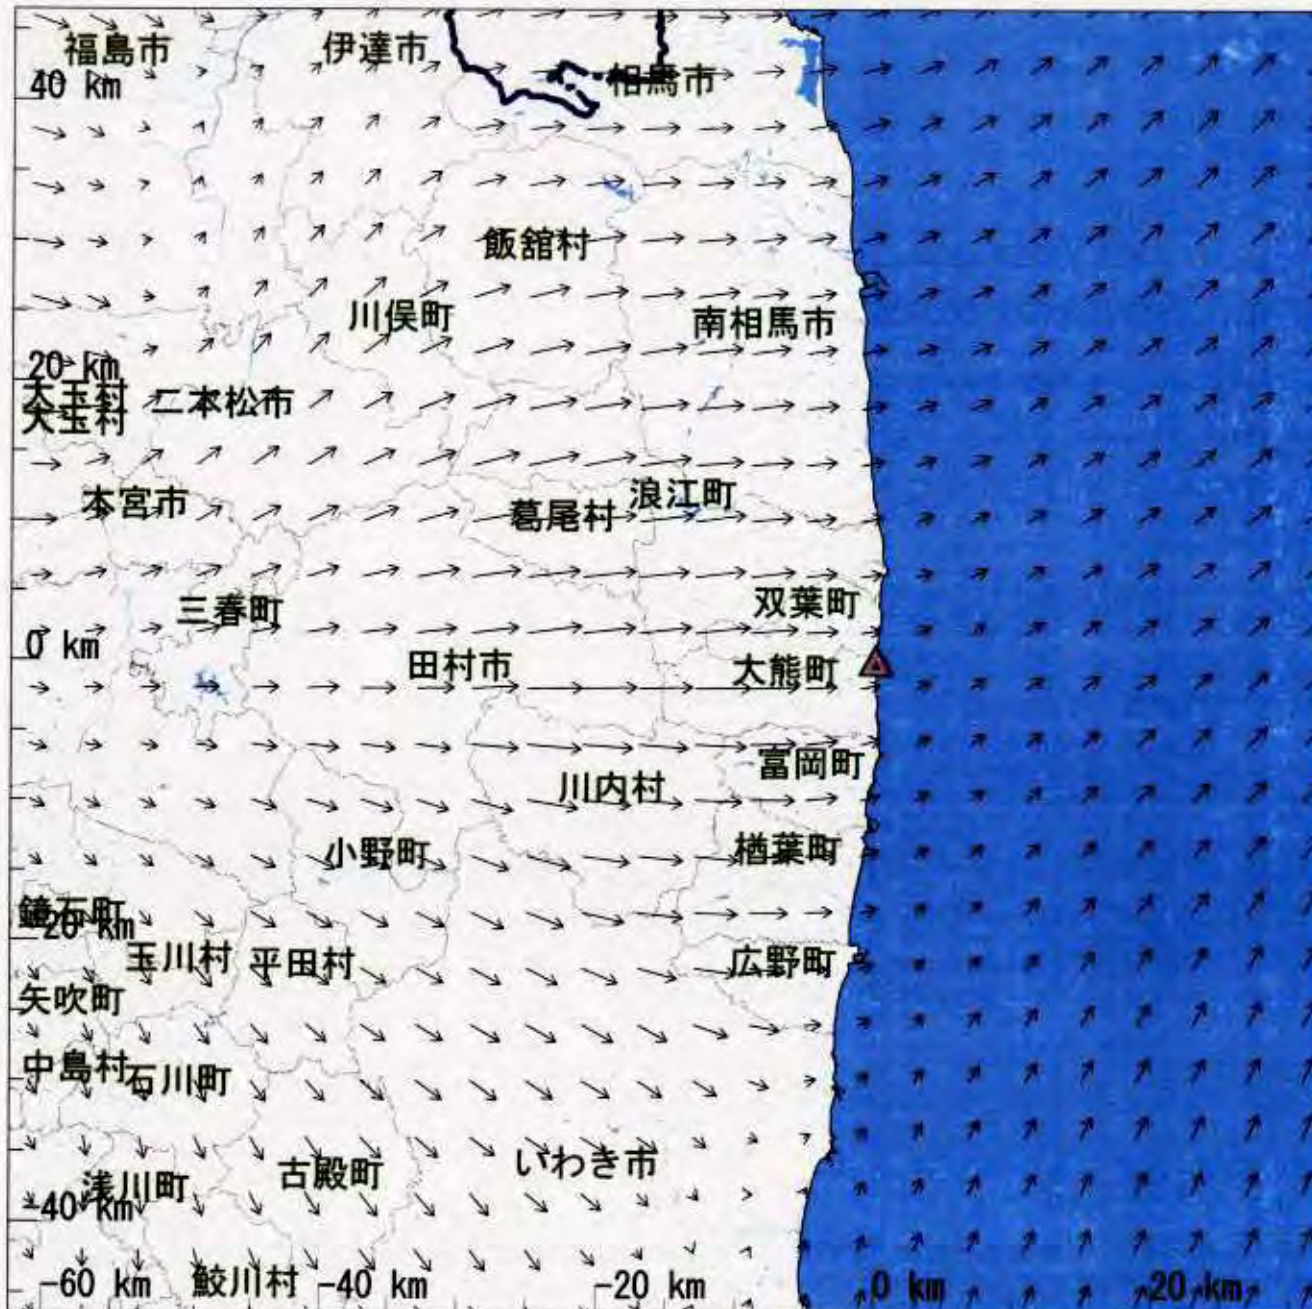 福島市 伊達市
40 km 相馬市
飯舘村
川俣町 南相馬市
20 km
大玉村 二本松市
大玉村
本宮市 葛尾村 浪江町
三春町 双葉町
0 km 田村市 大熊町
川内村 富岡町
小野町 楢葉町
鏡石町
-20 km
玉川村 平田村 広野町
矢吹町
中島村 石川町
浅川町 古殿町 いわき市
-40 km
-60 km 鮫川村 -40 km -20 km 0 km 20 km